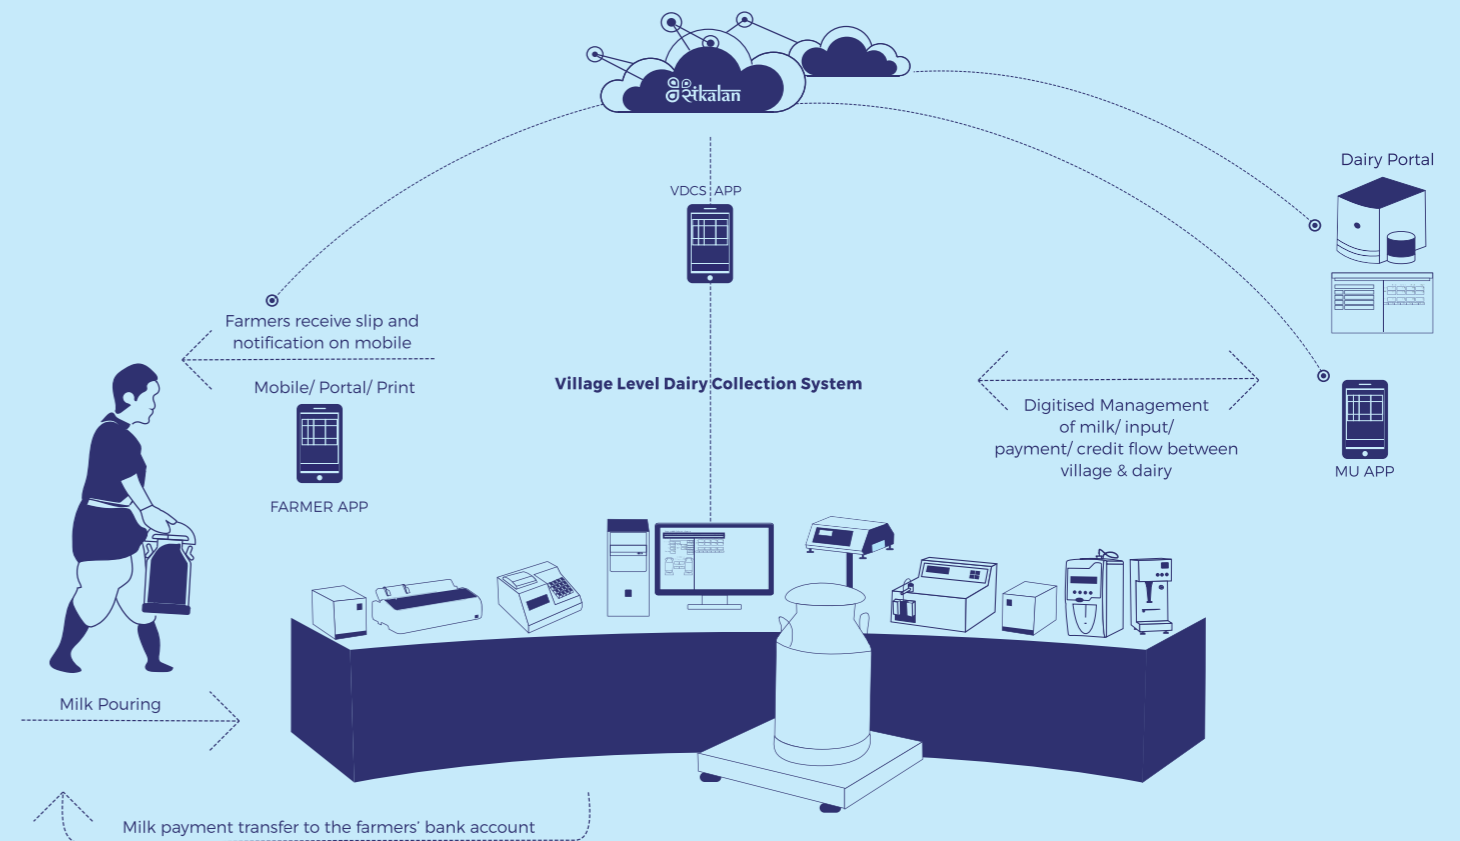 संkalan
VDCS APP
Dairy Portal
Farmers receive slip and
notification on mobile
Mobile/ Portal/ Print
FARMER APP
Village Level Dairy Collection System
Digitised Management
of milk/ input/
payment/ credit flow between
village & dairy
MU APP
Milk Pouring
Milk payment transfer to the farmers’ bank account